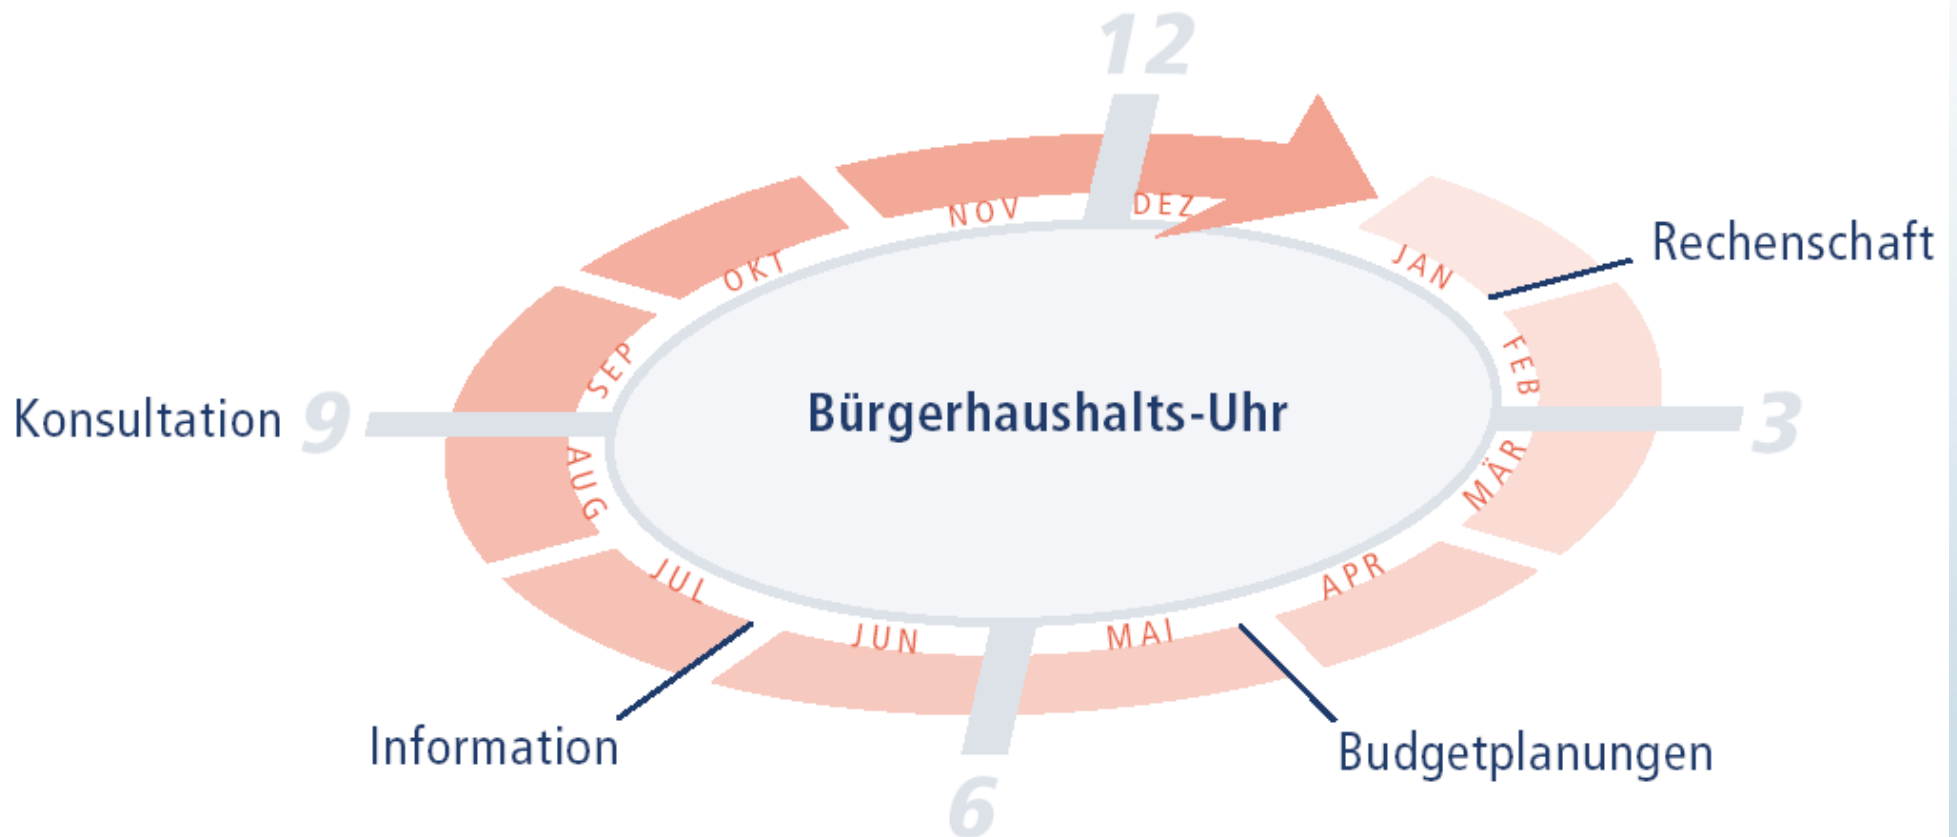 12
NOV
DEZ
OKT
JAN
Rechenschaft
SEP
FEB
Konsultation
9
Bürgerhaushalts-Uhr
3
AUG
MÄR
JUL
APR
JUN
MAI
Information
Budgetplanungen
6